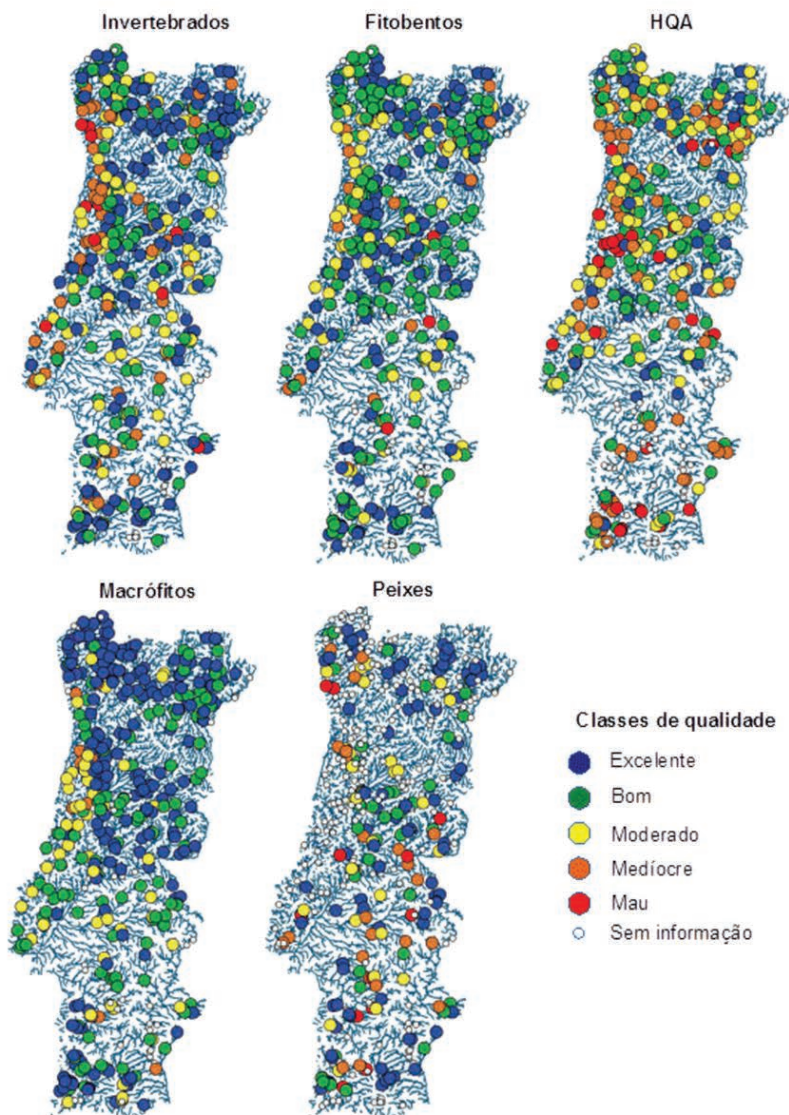 Invertebrados
Fitobentos
HQA
Macrófitos
Peixes
Classes de qualidade
Excelente
Bom
Moderado
Medíocre
Mau
Sem informação